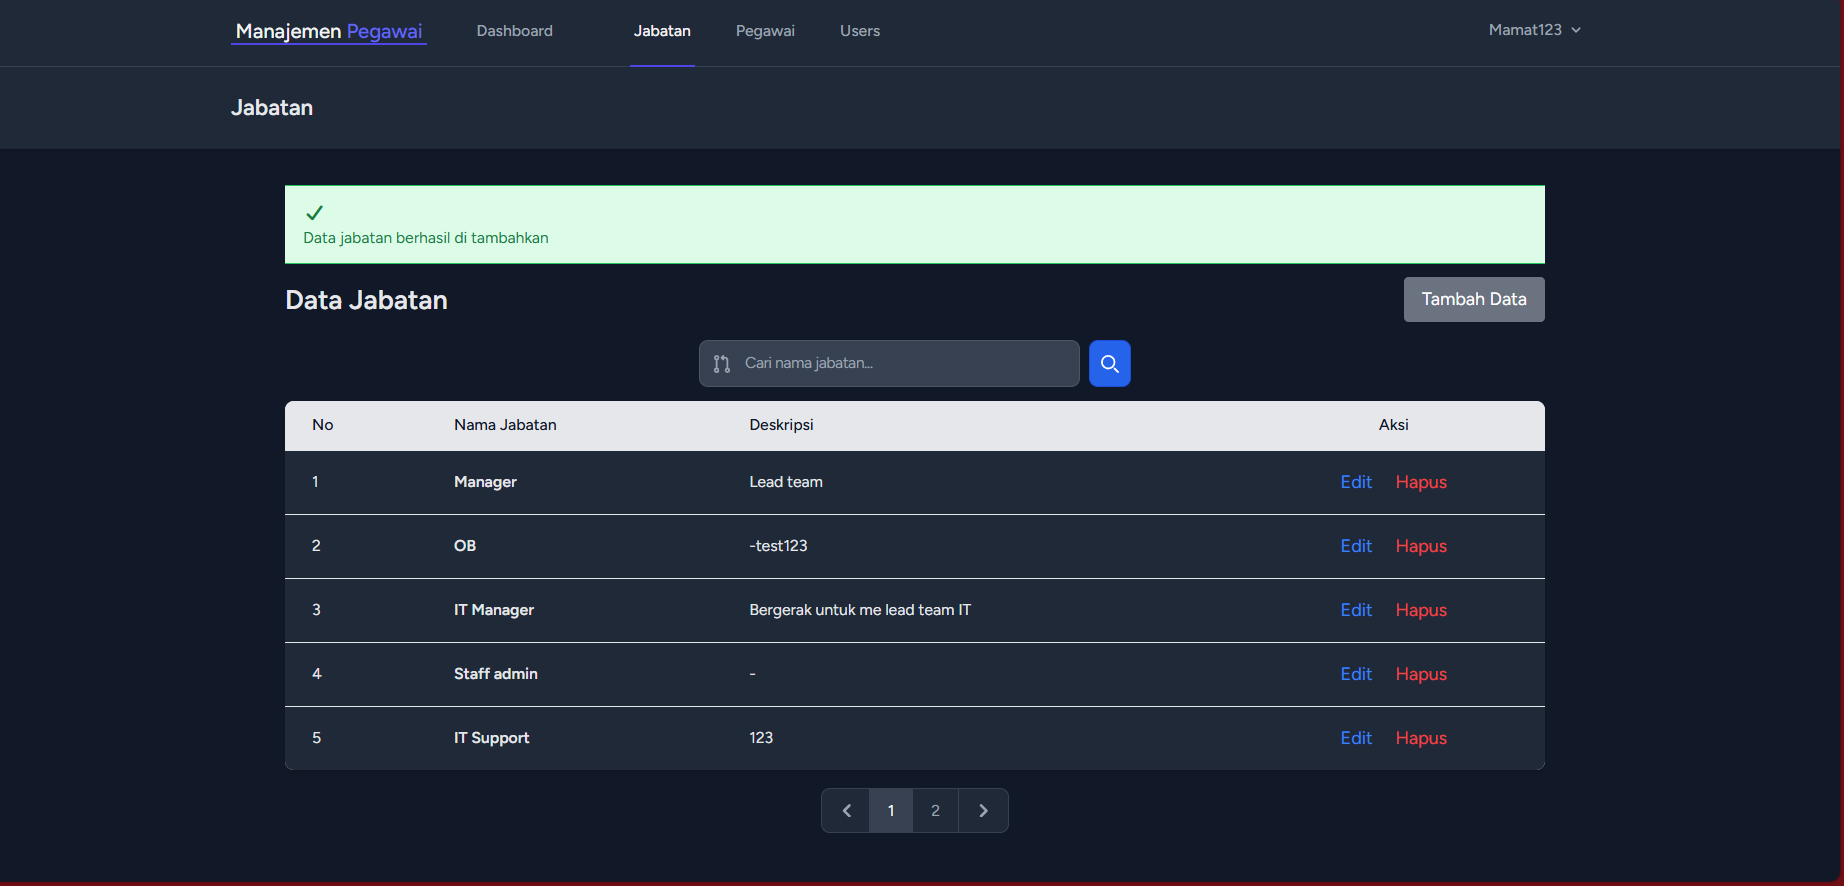 Manajemen Pegawai Dashboard Jabatan Pegawai Users Mamat123
Jabatan
Data jabatan berhasil di tambahkan
Data Jabatan Tambah Data
Cari nama jabatan...
No Nama Jabatan Deskripsi Aksi
1 Manager Lead team Edit Hapus
2 OB -test123 Edit Hapus
3 IT Manager Bergerak untuk me lead team IT Edit Hapus
4 Staff admin - Edit Hapus
5 IT Support 123 Edit Hapus
1 2